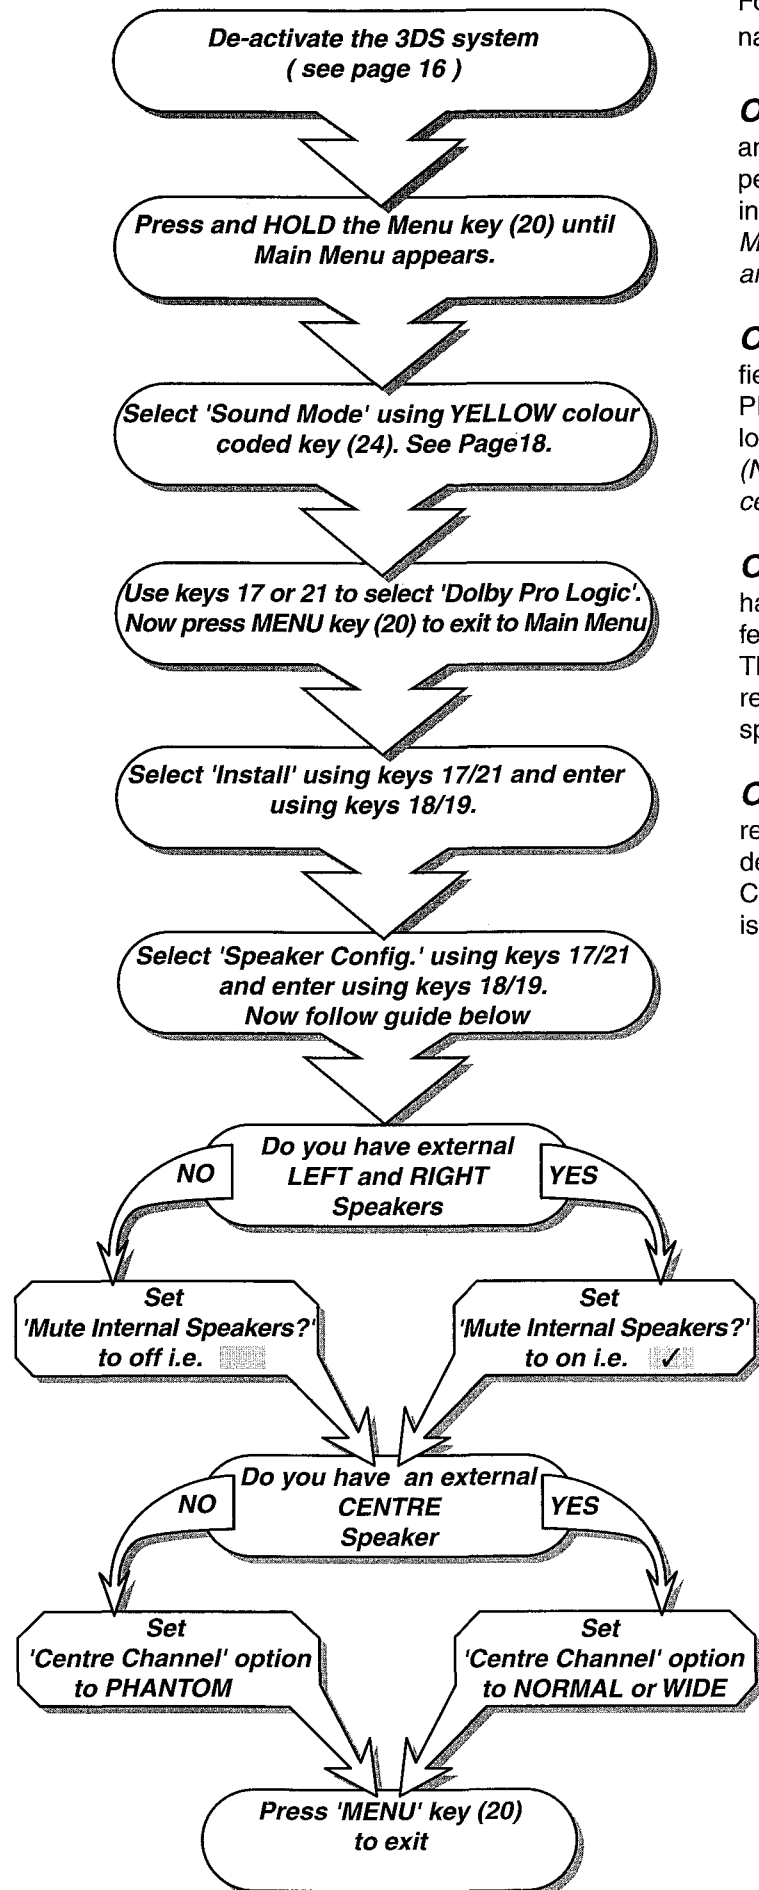 De-activate the 3DS system
( see page 16 )
Press and HOLD the Menu key (20) until
Main Menu appears.
Select 'Sound Mode' using YELLOW colour
coded key (24). See Page18.
Use keys 17 or 21 to select 'Dolby Pro Logic'.
Now press MENU key (20) to exit to Main Menu
Select 'Install' using keys 17/21 and enter
using keys 18/19.
Select 'Speaker Config.' using keys 17/21
and enter using keys 18/19.
Now follow guide below
Do you have external
LEFT and RIGHT
Speakers
NO
YES
Set
'Mute Internal Speakers?'
to off i.e.
Set
'Mute Internal Speakers?'
to on i.e. ✓
Do you have an external
CENTRE
Speaker
NO
YES
Set
'Centre Channel' option
to PHANTOM
Set
'Centre Channel' option
to NORMAL or WIDE
Press 'MENU' key (20)
to exit